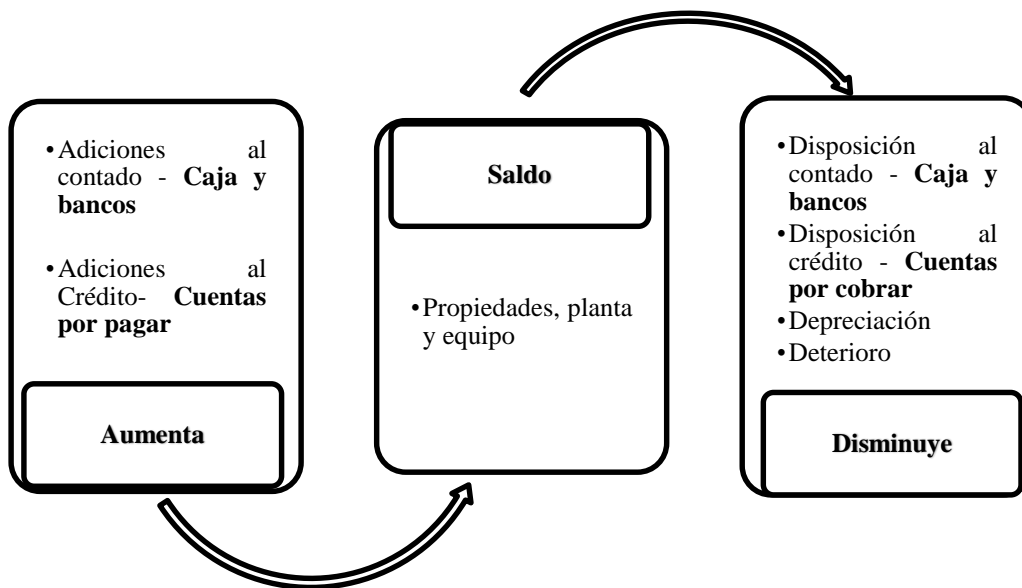 •Adiciones al
contado - Caja y
bancos
•Adiciones al
Crédito- Cuentas
por pagar
Aumenta
Saldo
•Propiedades, planta
y equipo
•Disposición al
contado - Caja y
bancos
•Disposición al
crédito - Cuentas
por cobrar
•Depreciación
•Deterioro
Disminuye